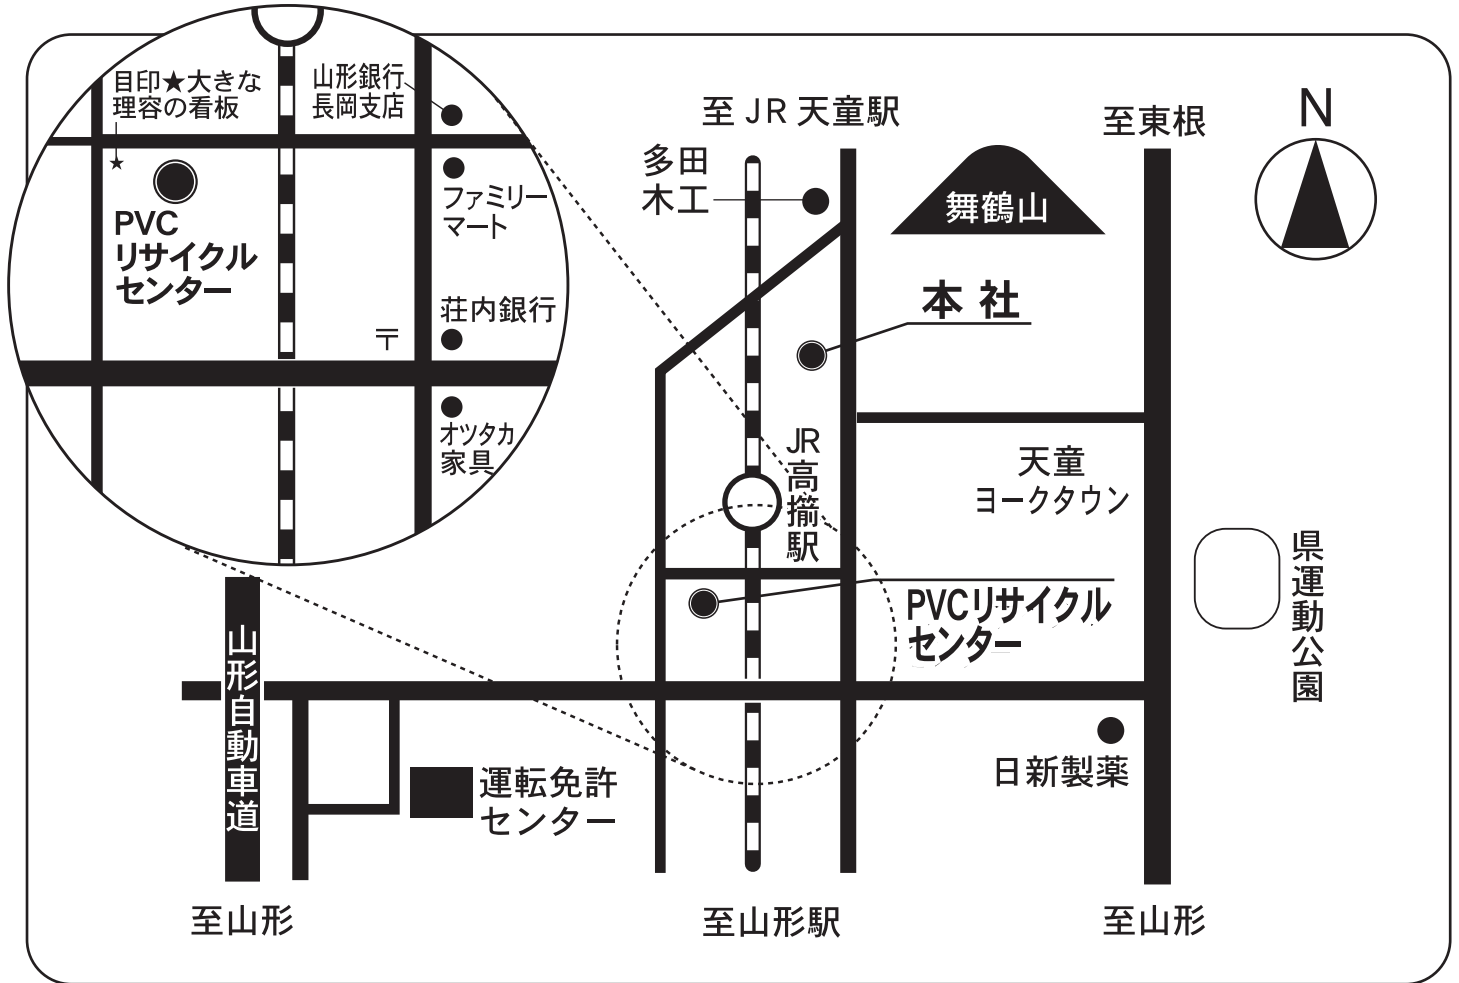 目印★大きな
理容の看板
山形銀行
長岡支店
★
PVC
リサイクル
センター
ファミリー
マート
荘内銀行
〒
オツタカ
家具
至 JR 天童駅
多田
木工
舞鶴山
至東根
N
本 社
JR高擶駅
天童
ヨークタウン
PVCリサイクル
センター
県運動公園
山形自動車道
運転免許
センター
日新製薬
至山形
至山形駅
至山形